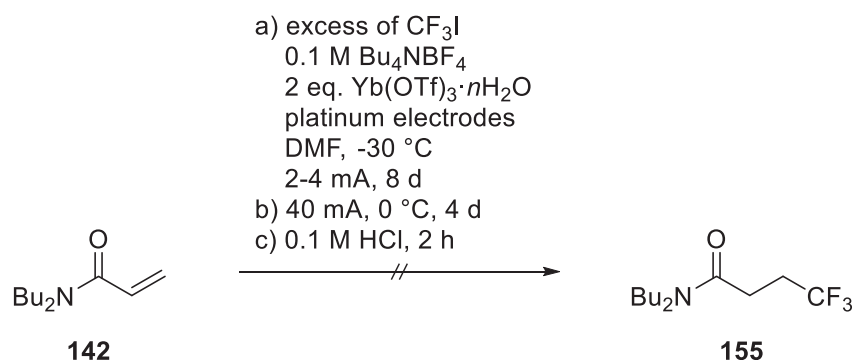 a) excess of CF₃I
0.1 M Bu₄NBF₄
2 eq. Yb(OTf)₃·nH₂O
platinum electrodes
DMF, -30 °C
2-4 mA, 8 d
b) 40 mA, 0 °C, 4 d
c) 0.1 M HCl, 2 h
O
Bu₂N
142
O
Bu₂N
CF₃
155